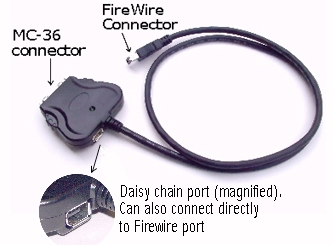 FireWire
Connector
MC-36
connector
Daisy chain port (magnified).
Can also connect directly
to Firewire port